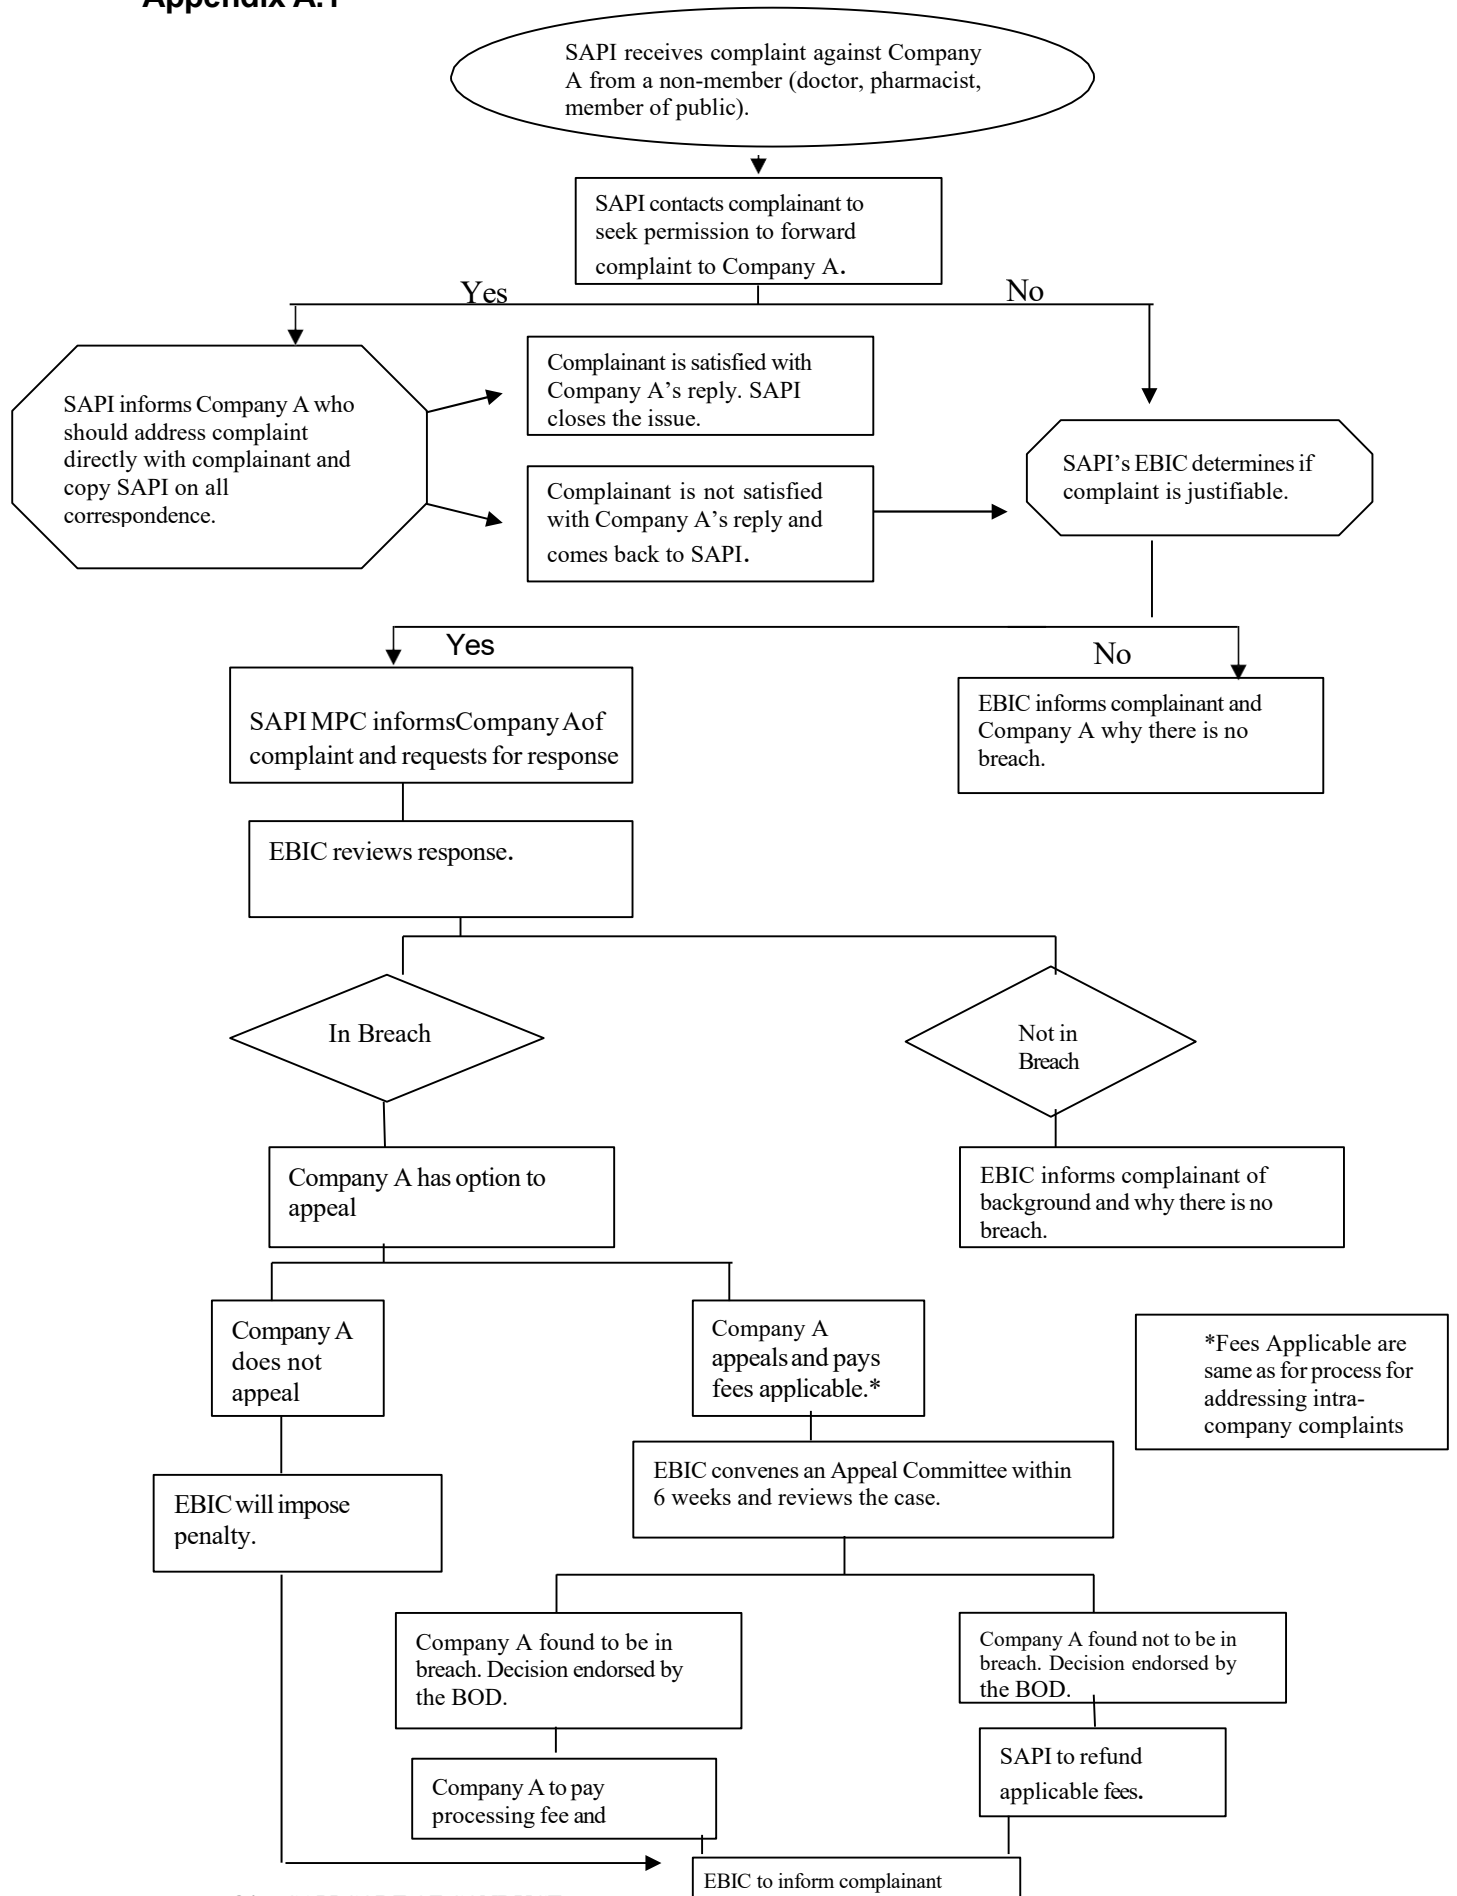 Appendix A.1
SAPI receives complaint against Company
A from a non-member (doctor, pharmacist,
member of public).
SAPI contacts complainant to
seek permission to forward
complaint to Company A.
Yes
No
Complainant is satisfied with
Company A’s reply. SAPI
closes the issue.
SAPI informs Company A who
should address complaint
directly with complainant and
copy SAPI on all
correspondence.
SAPI’s EBIC determines if
complaint is justifiable.
Complainant is not satisfied
with Company A’s reply and
comes back to SAPI.
Yes
No
SAPI MPC informsCompany Aof
complaint and requests for response
EBIC informs complainant and
Company A why there is no
breach.
EBIC reviews response.
In Breach
Not in
Breach
Company A has option to
appeal
EBIC informs complainant of
background and why there is no
breach.
Company A
does not
appeal
Company A
appeals and pays
fees applicable.*
*Fees Applicable are
same as for process for
addressing intra-
company complaints
EBIC convenes an Appeal Committee within
6 weeks and reviews the case.
EBIC will impose
penalty.
Company A found to be in
breach. Decision endorsed by
the BOD.
Company A found not to be in
breach. Decision endorsed by
the BOD.
SAPI to refund
applicable fees.
Company A to pay
processing fee and
EBIC to inform complainant